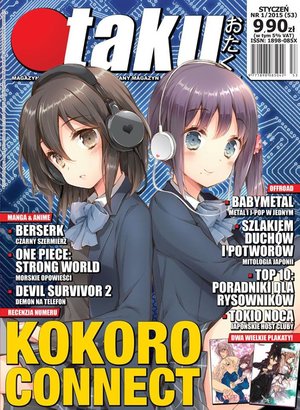 Otaku
おたく
STYCZEŃ
NR 1/2015 (53)
990zł
[w tym 5% VAT]
ISSN: 1898-085X
MANGA & ANIME
BERSERK
CZARNY SZERMIERZ
ONE PIECE:
STRONG WORLD
MORSKIE OPOWIEŚCI
DEVIL SURVIVOR 2
DEMON NA TELEFON
RECENZJA NUMERU
KOKORO
CONNECT
OFFROAD
BABYMETAL
METAL I J-POP W JEDNYM
SZLAKIEM
DUCHÓW
I POTWORÓW
MITOLOGIA JAPONII
TOP 10:
PORADNIKI DLA
RYSOWNIKÓW
TOKIO NOCĄ
JAPOŃSKIE HOST CLUBY
DWA WIELKIE PLAKATY!